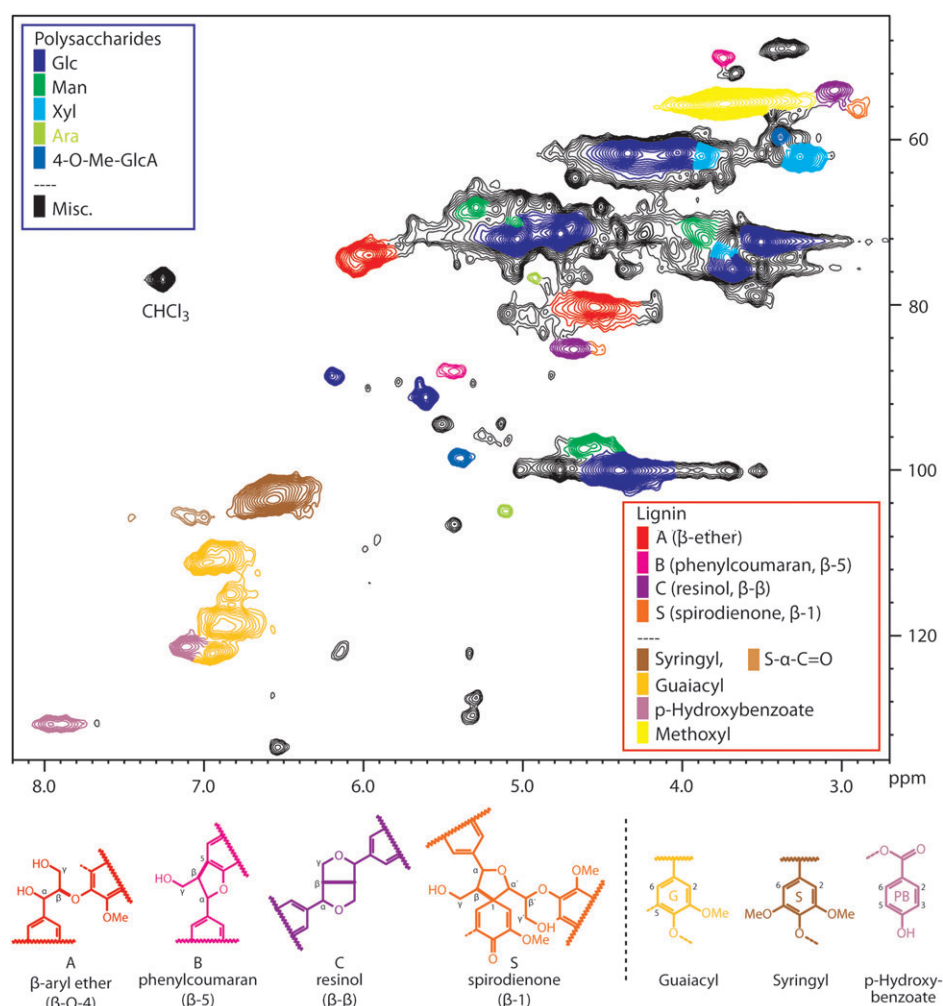 Polysaccharides
Glc
Man
Xyl
Ara
4-O-Me-GlcA
----
Misc.
CHCl3
60
80
100
120
Lignin
A (β-ether)
B (phenylcoumaran, β-5)
C (resinol, β-β)
S (spirodienone, β-1)
----
Syringyl, S-α-C=O
Guaiacyl
p-Hydroxybenzoate
Methoxyl
8.0 7.0 6.0 5.0 4.0 3.0 ppm
HO γ
HO α β O
OMe
A
β-aryl ether
(β-O-4)
5
β
HO γ O
α
B
phenylcoumaran
(β-5)
γ O
β
α O
C
resinol
(β-β)
α O
HO β α' O OMe
γ 1 β'
γ' OH
OMe
O
S
spirodienone
(β-1)
6 G 2
5 OMe
O
Guaiacyl
6 S 2
MeO OMe
O
Syringyl
O O
6 2
PB
5 3
OH
p-Hydroxy-
benzoate